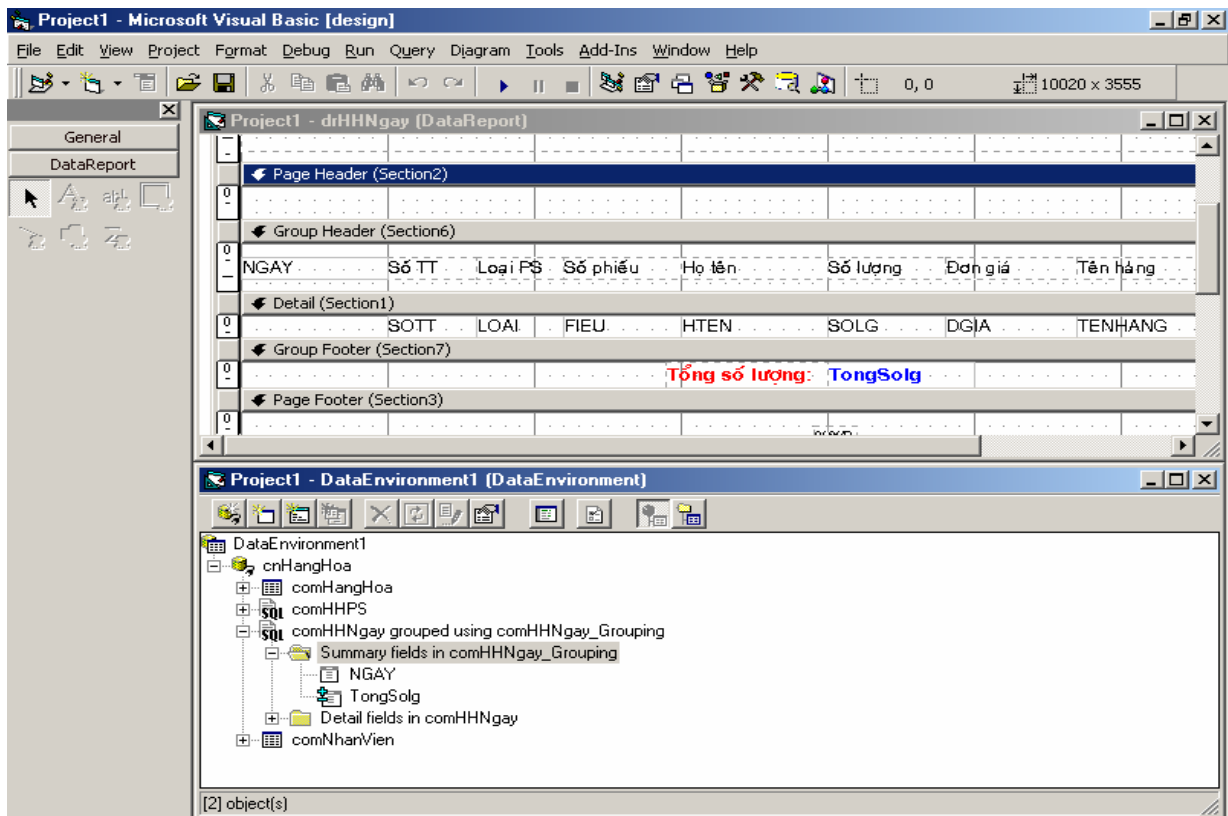 Project1 - Microsoft Visual Basic [design]
File Edit View Project Format Debug Run Query Diagram Tools Add-Ins Window Help
0, 0
10020 x 3555
General
DataReport
Project1 - drHHNgay (DataReport)
Page Header (Section2)
Group Header (Section6)
NGAY Số TT Loại PS Số phiếu Họ tên Số lượng Đơn giá Tên hàng
Detail (Section1)
SOTT LOAI FIEU HTEN SOLG DGIA TENHANG
Group Footer (Section7)
Tổng số lượng: TongSolg
Page Footer (Section3)
Project1 - DataEnvironment1 (DataEnvironment)
DataEnvironment1
cnHangHoa
comHangHoa
SQL comHHPS
SQL comHHNgay grouped using comHHNgay_Grouping
Summary fields in comHHNgay_Grouping
NGAY
TongSolg
Detail fields in comHHNgay
comNhanVien
[2] object(s)